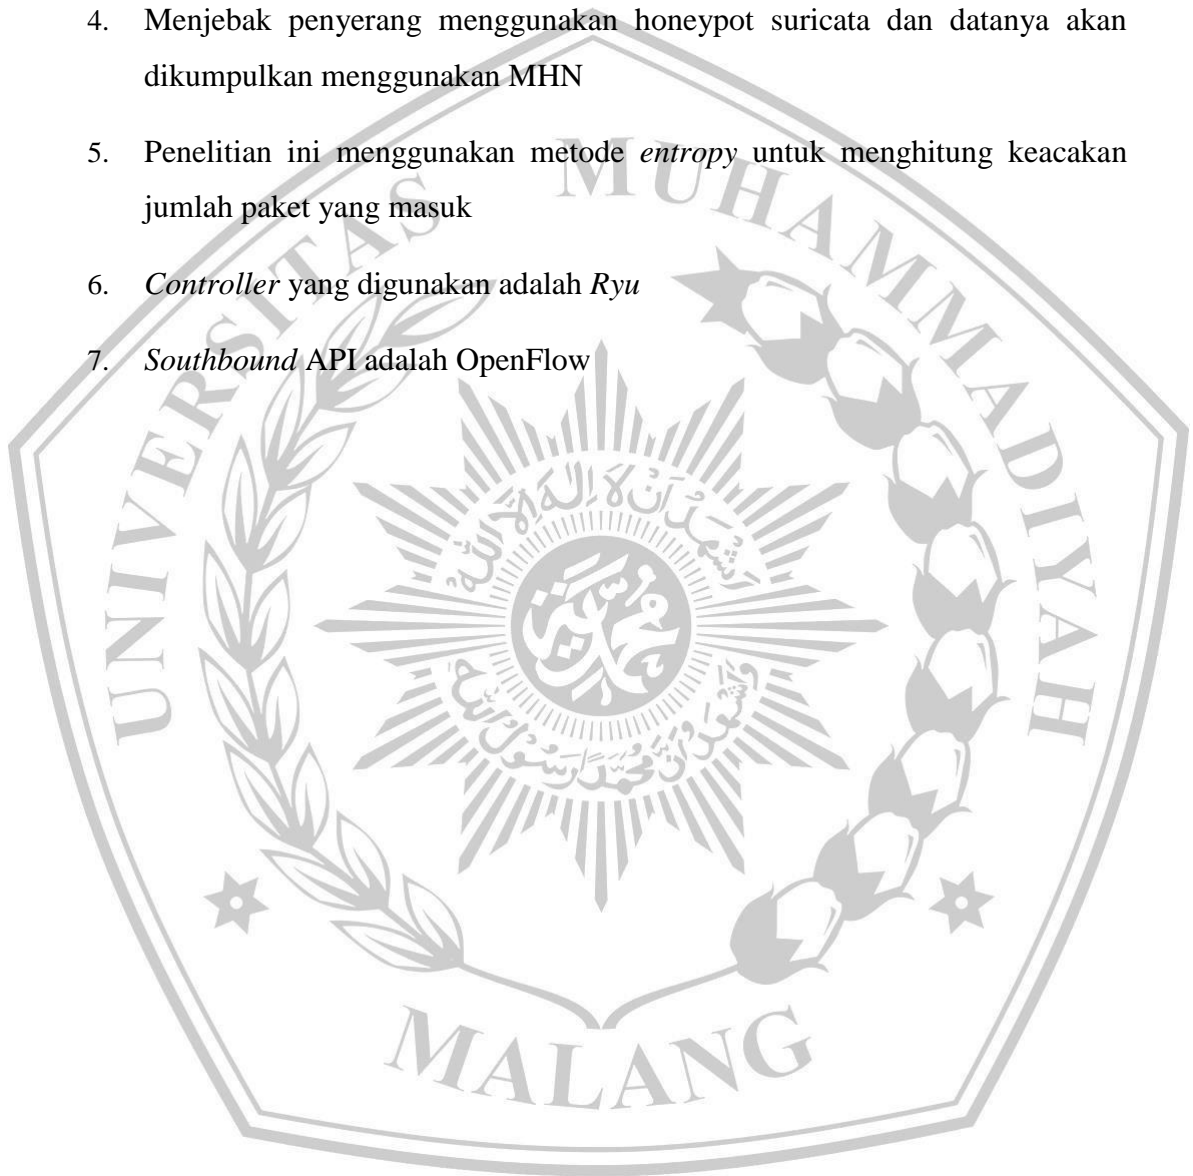 4. Menjebak penyerang menggunakan honeypot suricata dan datanya akan
dikumpulkan menggunakan MHN
5. Penelitian ini menggunakan metode entropy untuk menghitung keacakan
jumlah paket yang masuk
6. Controller yang digunakan adalah Ryu
7. Southbound API adalah OpenFlow
UNIVERSITAS MUHAMMADIYAH
MALANG